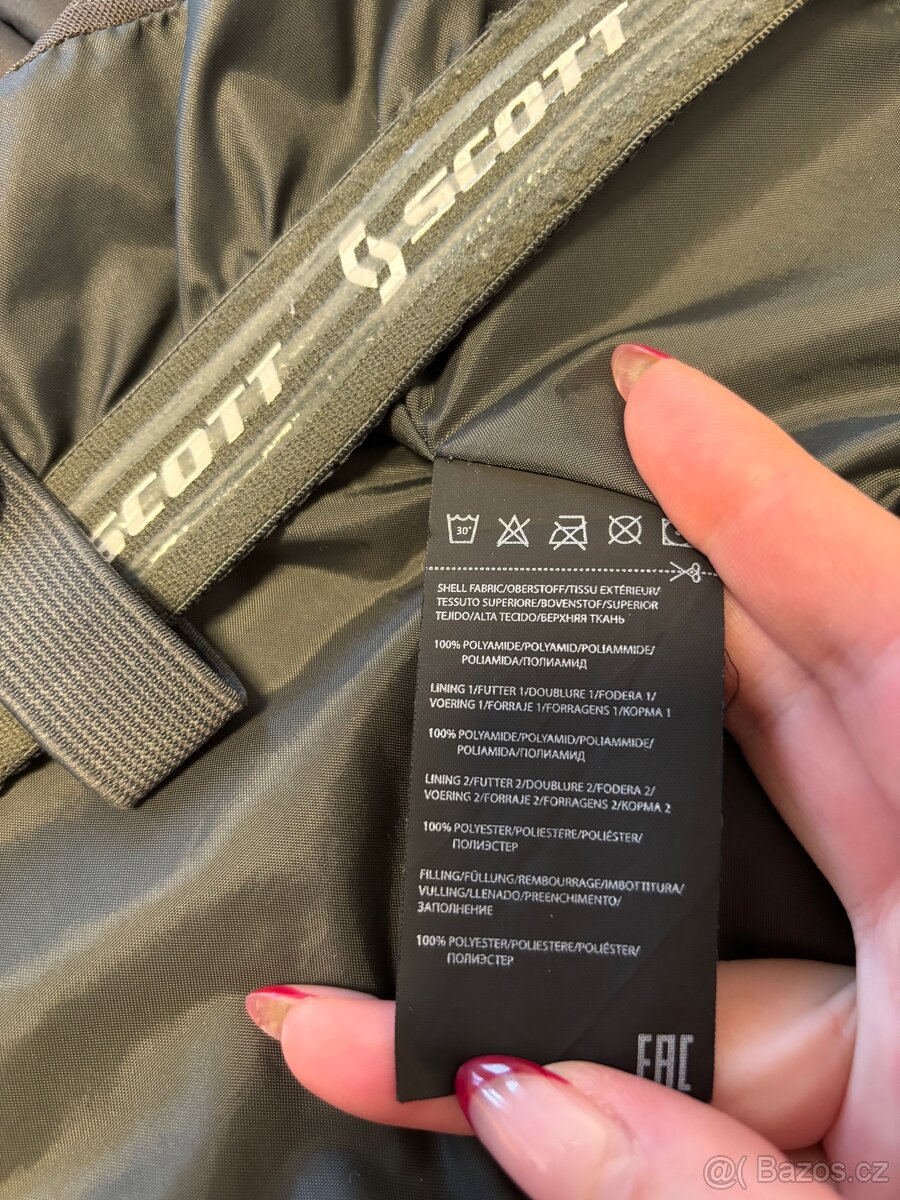 SCOTT
SCOTT
30°
SHELL FABRIC/OBERSTOFF/TISSU EXTÉRIEUR/
TESSUTO SUPERIORE/BOVENSTOF/SUPERIOR
TEJIDO/ALTA TECIDO/ВЕРХНЯЯ ТКАНЬ
100% POLYAMIDE/POLYAMID/POLIAMMIDE/
POLIAMIDA/ПОЛИАМИД
LINING 1/FUTTER 1/DOUBLURE 1/FODERA 1/
VOERING 1/FORRAJE 1/FORRAGENS 1/КОРМА 1
100% POLYAMIDE/POLYAMID/POLIAMMIDE/
POLIAMIDA/ПОЛИАМИД
LINING 2/FUTTER 2/DOUBLURE 2/FODERA 2/
VOERING 2/FORRAJE 2/FORRAGENS 2/КОРМА 2
100% POLYESTER/POLIESTERE/POLIÉSTER/
ПОЛИЭСТЕР
FILLING/FÜLLUNG/REMBOURRAGE/IMBOTTITURA/
VULLING/LLENADO/PREENCHIMENTO/
ЗАПОЛНЕНИЕ
100% POLYESTER/POLIESTERE/POLIÉSTER/
ПОЛИЭСТЕР
EAC
@( Bazos.cz